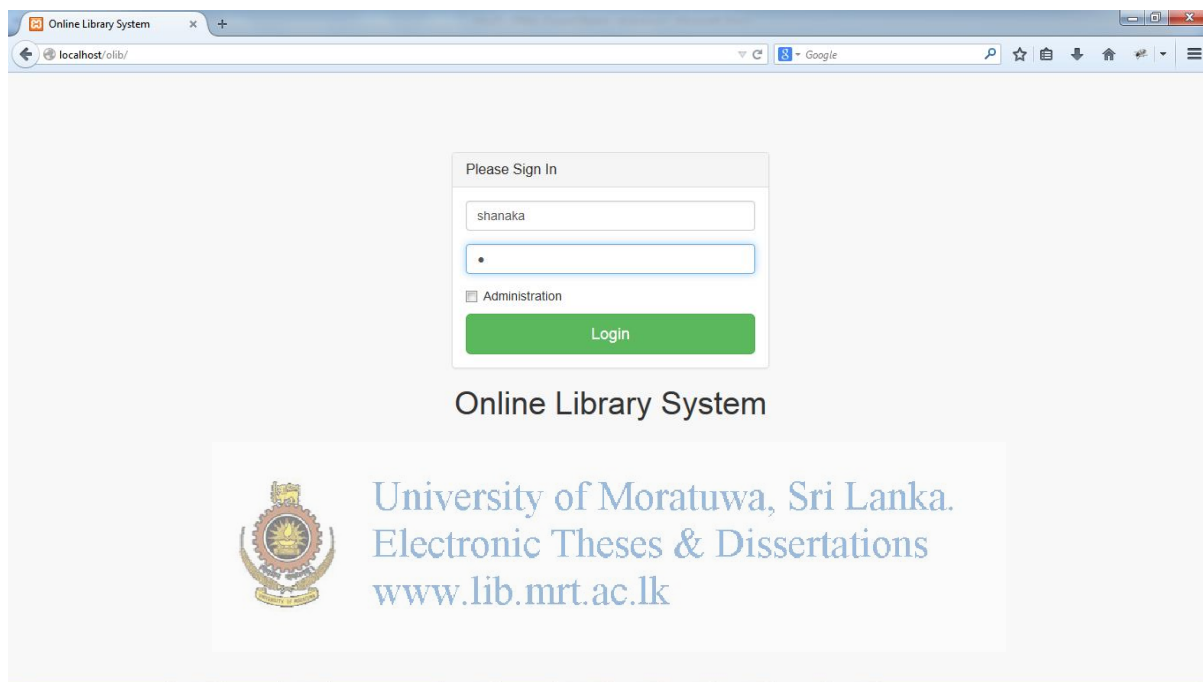 Online Library System
localhost/olib/
Google
Please Sign In
shanaka
Administration
Login
Online Library System
University of Moratuwa, Sri Lanka.
Electronic Theses & Dissertations
www.lib.mrt.ac.lk